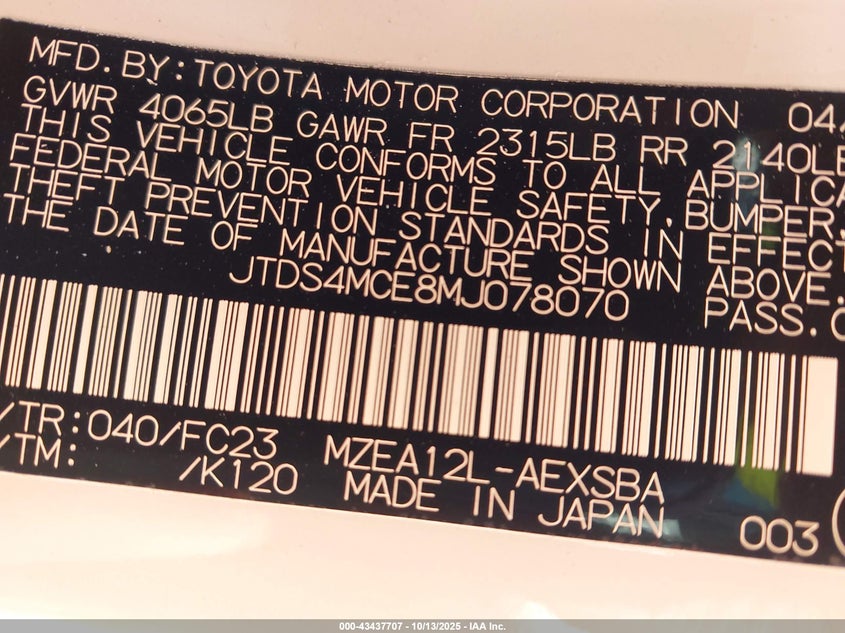 MFD.BY:TOYOTA MOTOR CORPORATION 04
GVWR 4065LB GAWR FR 2315LB RR 2140LB
THIS VEHICLE CONFORMS TO ALL APPLICA
FEDERAL MOTOR VEHICLE SAFETY, BUMPER,
THEFT PREVENTION STANDARDS IN EFFECT
THE DATE OF MANUFACTURE SHOWN ABOVE.
JTDS4MCE8MJ078070 PASS.C
/TR:040/FC23 MZEA12L-AEXSBA
/TM: /K120 MADE IN JAPAN 003
000-43437707 - 10/13/2025 - IAA Inc.